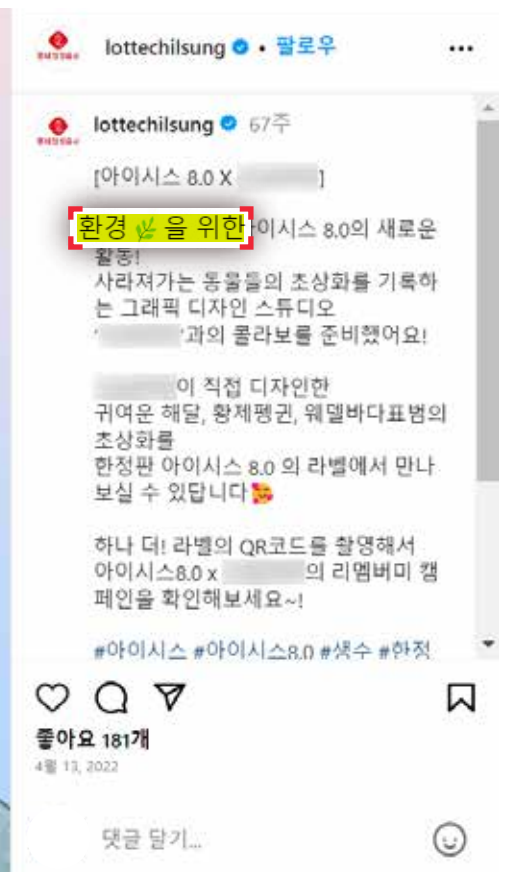 lottechilsung • 팔로우 •••
lottechilsung 67주
[아이시스 8.0 X ]
환경 🌿 을 위한 아이시스 8.0의 새로운
활동!
사라져가는 동물들의 초상화를 기록하
는 그래픽 디자인 스튜디오
' '과의 콜라보를 준비했어요!
이 직접 디자인한
귀여운 해달, 황제펭귄, 웨델바다표범의
초상화를
한정판 아이시스 8.0 의 라벨에서 만나
보실 수 있답니다🥰
하나 더! 라벨의 QR코드를 촬영해서
아이시스8.0 x 의 리멤버미 캠
페인을 확인해보세요~!
#아이시스 #아이시스8.0 #생수 #한정
좋아요 181개
4월 13, 2022
댓글 달기...